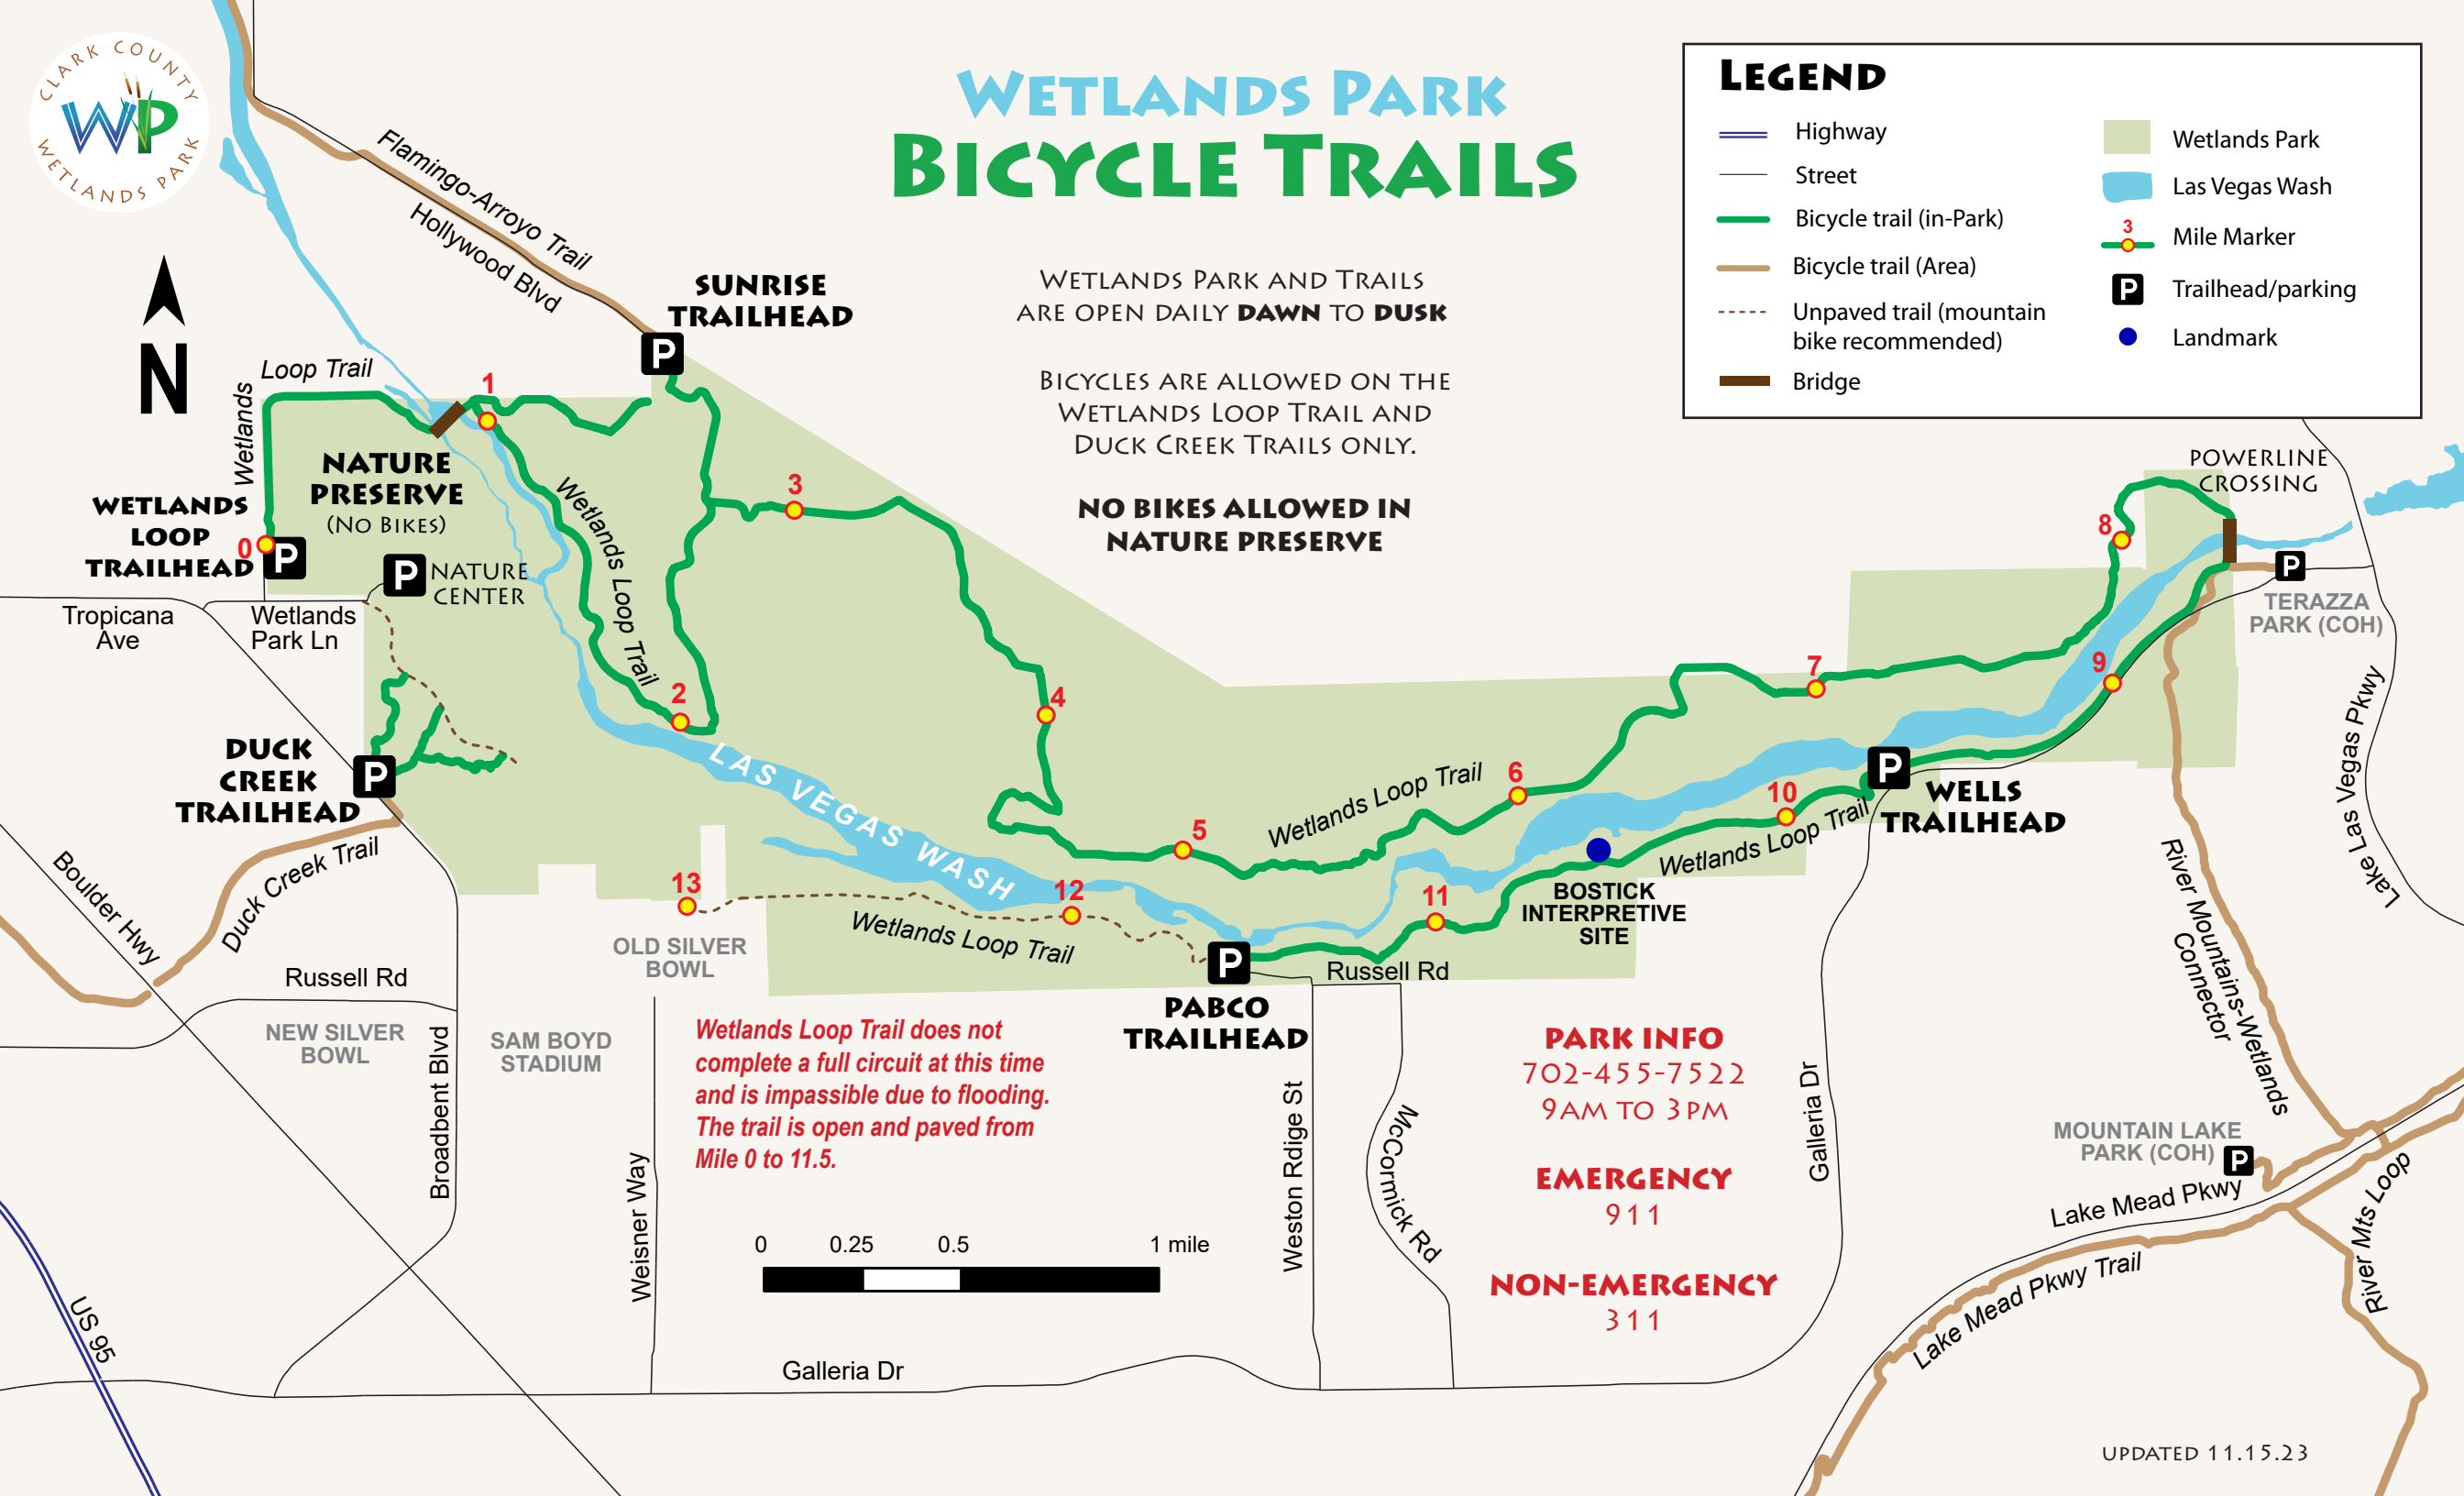 CLARK COUNTY
WP
WETLANDS PARK
WETLANDS PARK
BICYCLE TRAILS
WETLANDS PARK AND TRAILS
ARE OPEN DAILY DAWN TO DUSK
BICYCLES ARE ALLOWED ON THE
WETLANDS LOOP TRAIL AND
DUCK CREEK TRAILS ONLY.
NO BIKES ALLOWED IN
NATURE PRESERVE
LEGEND
Highway
Street
Bicycle trail (in-Park)
Bicycle trail (Area)
Unpaved trail (mountain
bike recommended)
Bridge
Wetlands Park
Las Vegas Wash
3
Mile Marker
P
Trailhead/parking
Landmark
N
Flamingo-Arroyo Trail
Hollywood Blvd
SUNRISE
TRAILHEAD
P
Loop Trail
Wetlands
1
NATURE
PRESERVE
(NO BIKES)
WETLANDS
LOOP
TRAILHEAD
0
P
P
NATURE
CENTER
Wetlands Loop Trail
3
Tropicana
Ave
Wetlands
Park Ln
2
4
DUCK
CREEK
TRAILHEAD
P
LAS VEGAS WASH
POWERLINE
CROSSING
8
P
TERAZZA
PARK (COH)
9
7
Lake Las Vegas Pkwy
6
Wetlands Loop Trail
5
10
P
WELLS
TRAILHEAD
Wetlands Loop Trail
BOSTICK
INTERPRETIVE
SITE
11
12
13
Wetlands Loop Trail
OLD SILVER
BOWL
P
PABCO
TRAILHEAD
Russell Rd
Boulder Hwy
Duck Creek Trail
Russell Rd
NEW SILVER
BOWL
Broadbent Blvd
SAM BOYD
STADIUM
Weisner Way
Wetlands Loop Trail does not
complete a full circuit at this time
and is impassible due to flooding.
The trail is open and paved from
Mile 0 to 11.5.
0 0.25 0.5 1 mile
Weston Rdige St
McCormick Rd
PARK INFO
702-455-7522
9AM TO 3PM
EMERGENCY
911
NON-EMERGENCY
311
Galleria Dr
River Mountains-Wetlands
Connector
MOUNTAIN LAKE
PARK (COH)
P
Lake Mead Pkwy
Lake Mead Pkwy Trail
River Mts Loop
US 95
Galleria Dr
UPDATED 11.15.23